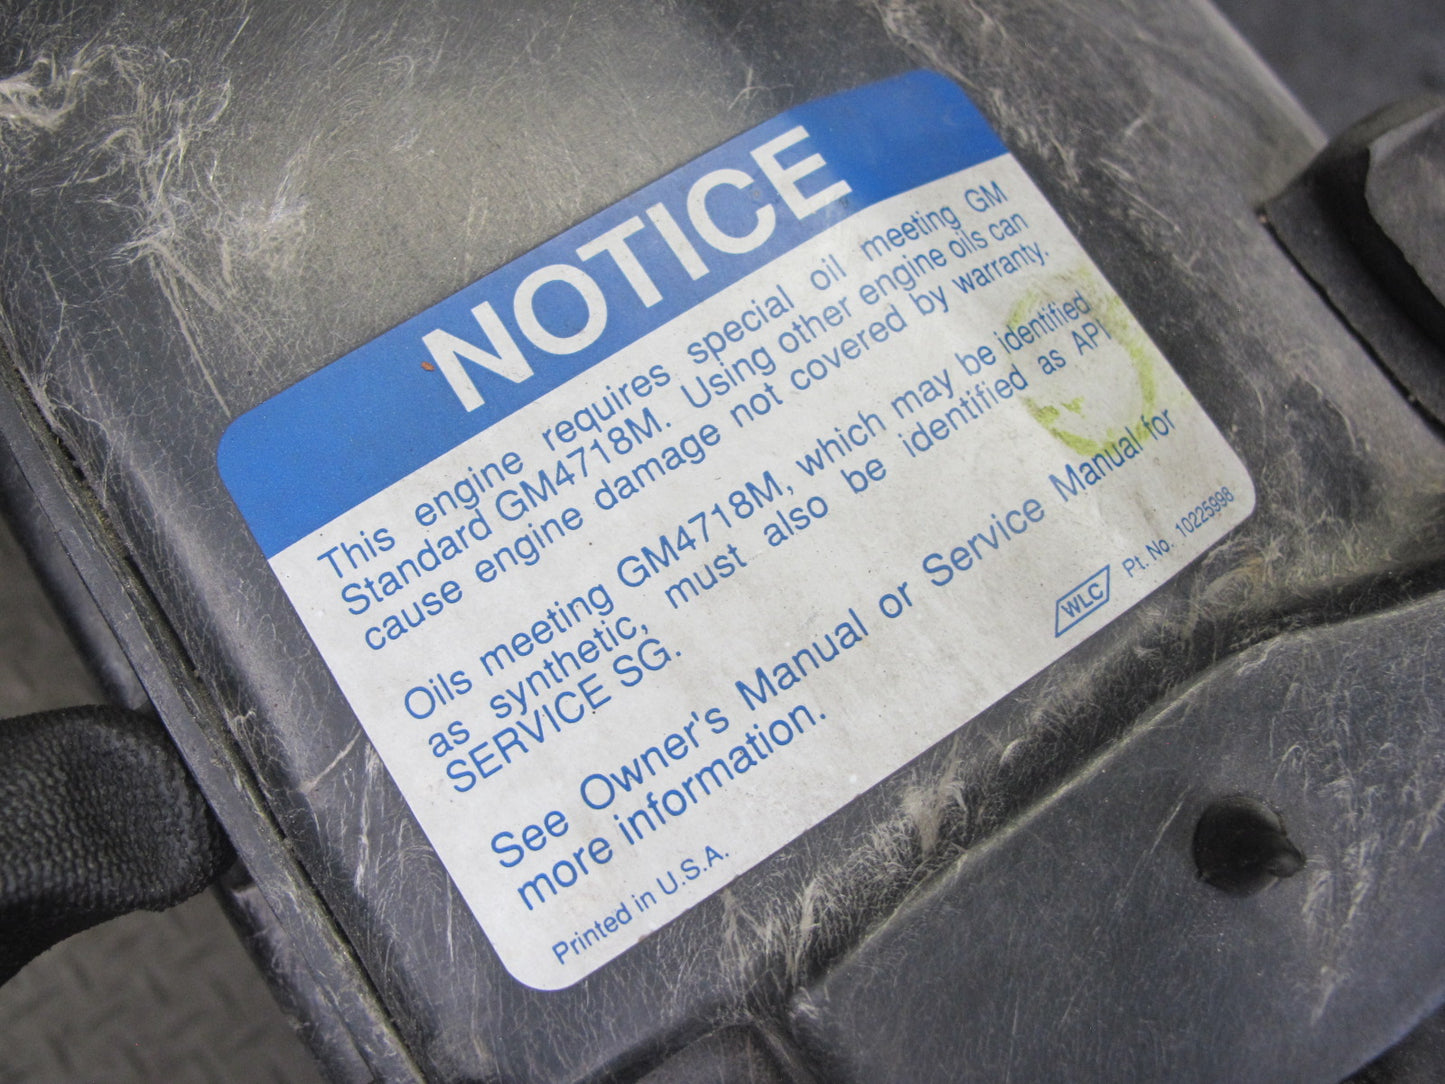 NOTICE
This engine requires special oil meeting GM
Standard GM4718M. Using other engine oils can
cause engine damage not covered by warranty.
Oils meeting GM4718M, which may be identified
as synthetic, must also be identified as API
SERVICE SG.
See Owner's Manual or Service Manual for
more information.
Printed in U.S.A.
WLC
Pt. No. 10225998